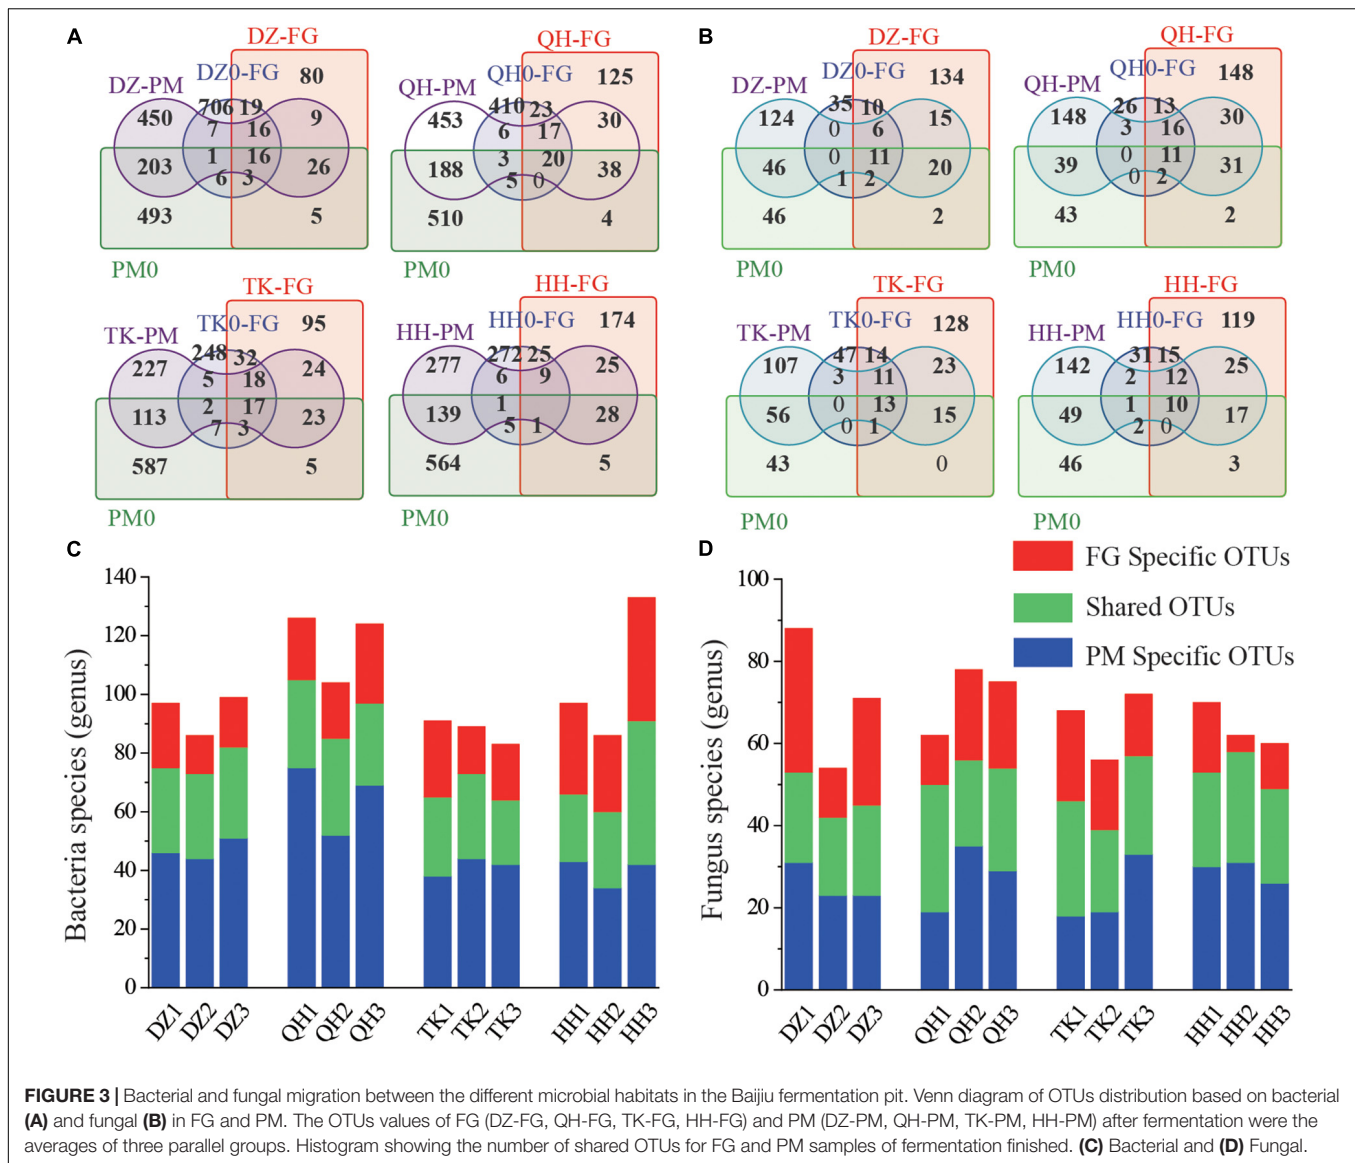 A
DZ-FG
DZ0-FG
DZ-PM
80
450
706 19
9
7 16
1 16
203
26
6 3
493
5
PM0
QH-FG
QH0-FG
QH-PM
125
453
410 23
30
6 17
3 20
188
38
5 0
510
4
PM0
TK-FG
TK0-FG
TK-PM
95
227
248 32
24
5 18
2 17
113
23
7 3
587
5
PM0
HH-FG
HH0-FG
HH-PM
174
277
272 25
25
6 9
1
139
28
5 1
564
5
PM0
B
DZ-FG
DZ0-FG
DZ-PM
134
124
35 10
15
0 6
0 11
46
20
1 2
46
2
PM0
QH-FG
QH0-FG
QH-PM
148
148
26 13
30
3 16
0 11
39
31
0 2
43
2
PM0
TK-FG
TK0-FG
TK-PM
128
107
47 14
23
3 11
0 13
56
15
0 1
43
0
PM0
HH-FG
HH0-FG
HH-PM
119
142
31 15
25
2 12
1 10
49
17
2 0
46
3
PM0
C
Bacteria species (genus)
140
120
100
80
60
40
20
0
DZ1 DZ2 DZ3 QH1 QH2 QH3 TK1 TK2 TK3 HH1 HH2 HH3
D
FG Specific OTUs
Shared OTUs
PM Specific OTUs
Fungus species (genus)
100
80
60
40
20
0
DZ1 DZ2 DZ3 QH1 QH2 QH3 TK1 TK2 TK3 HH1 HH2 HH3
FIGURE 3 | Bacterial and fungal migration between the different microbial habitats in the Baijiu fermentation pit. Venn diagram of OTUs distribution based on bacterial
(A) and fungal (B) in FG and PM. The OTUs values of FG (DZ-FG, QH-FG, TK-FG, HH-FG) and PM (DZ-PM, QH-PM, TK-PM, HH-PM) after fermentation were the
averages of three parallel groups. Histogram showing the number of shared OTUs for FG and PM samples of fermentation finished. (C) Bacterial and (D) Fungal.